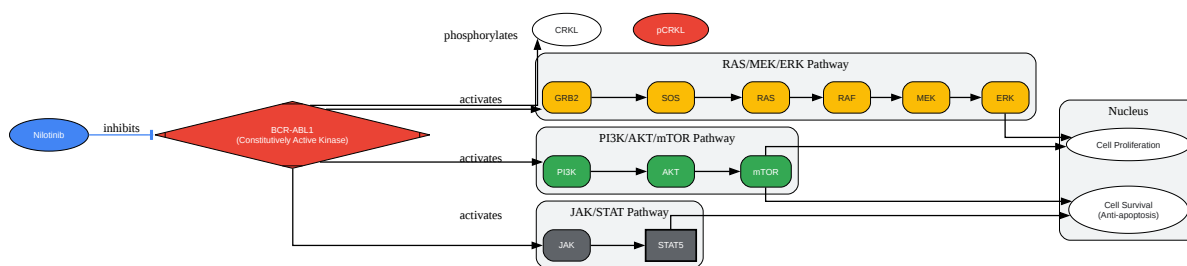 CRKL
pCRKL
phosphorylates
RAS/MEK/ERK Pathway
activates
GRB2
SOS
RAS
RAF
MEK
ERK
Nucleus
Nilotinib
inhibits
BCR-ABL1
(Constitutively Active Kinase)
PI3K/AKT/mTOR Pathway
Cell Proliferation
activates
PI3K
AKT
mTOR
Cell Survival
(Anti-apoptosis)
activates
JAK/STAT Pathway
JAK
STAT5